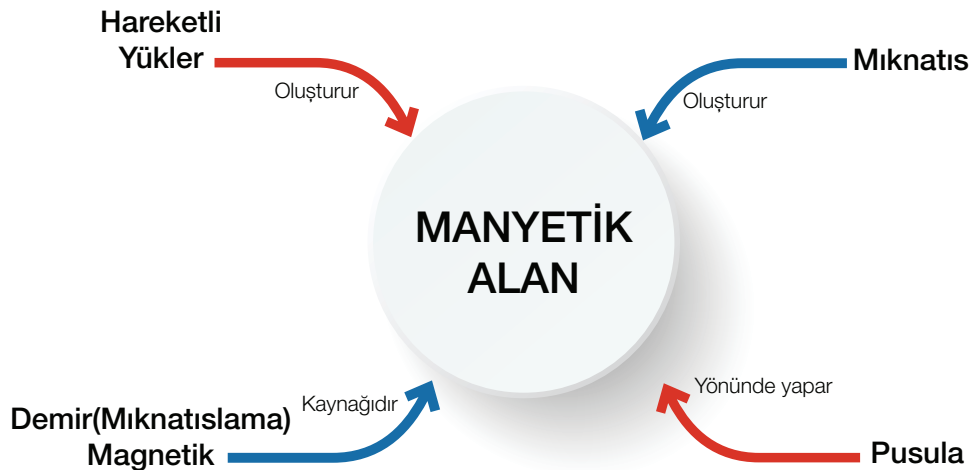 Hareketli
Yükler
Oluşturur
Mıknatıs
Oluşturur
MANYETİK
ALAN
Demir(Mıknatıslama)
Magnetik
Kaynağıdır
Yönünde yapar
Pusula